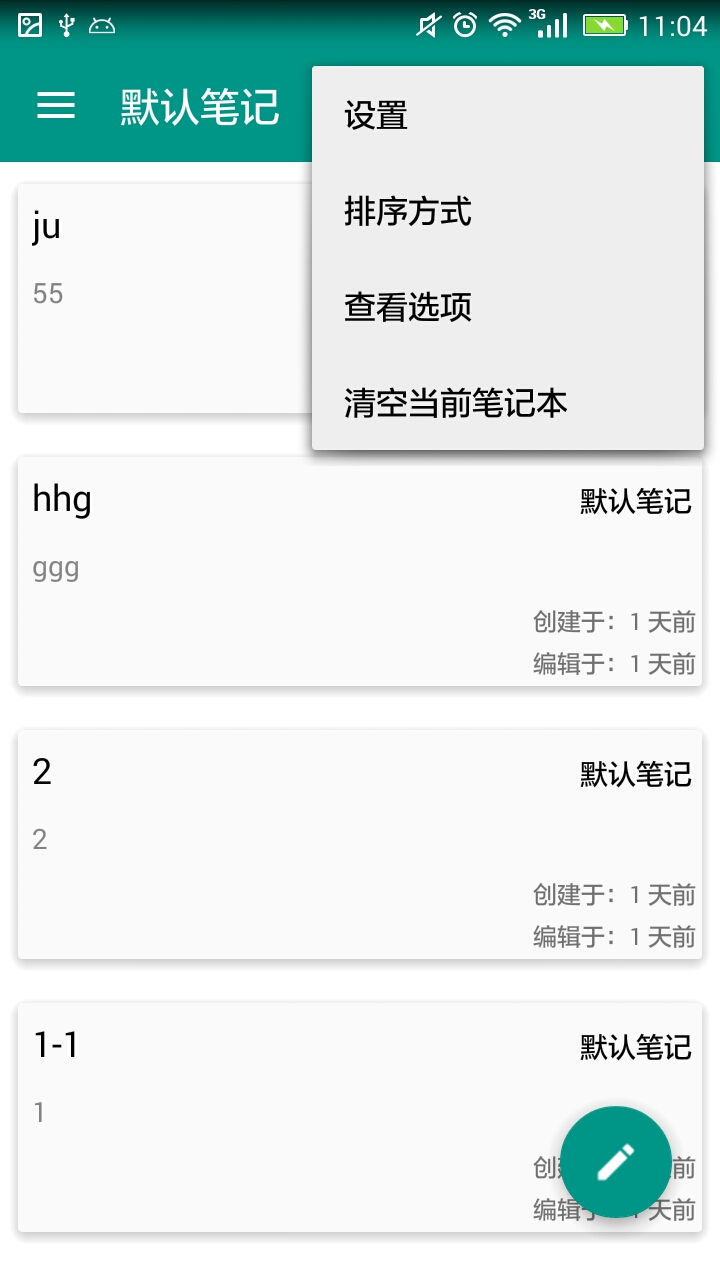 3G 11:04
默认笔记
设置
排序方式
查看选项
清空当前笔记本
ju
55
hhg 默认笔记
ggg
创建于：1 天前
编辑于：1 天前
2 默认笔记
2
创建于：1 天前
编辑于：1 天前
1-1 默认笔记
1
创 前
编辑 天前